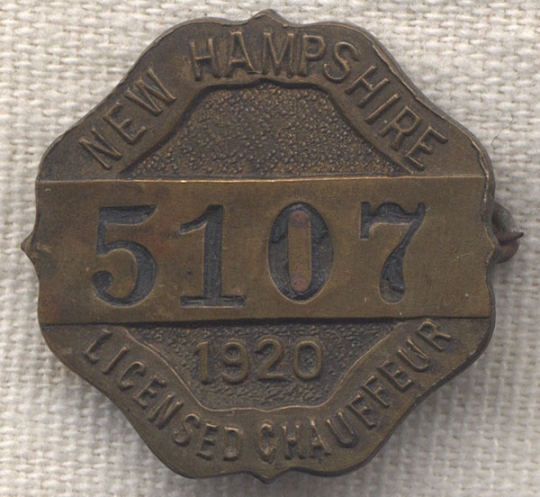 NEW HAMPSHIRE
5107
1920
LICENSED CHAUFFEUR